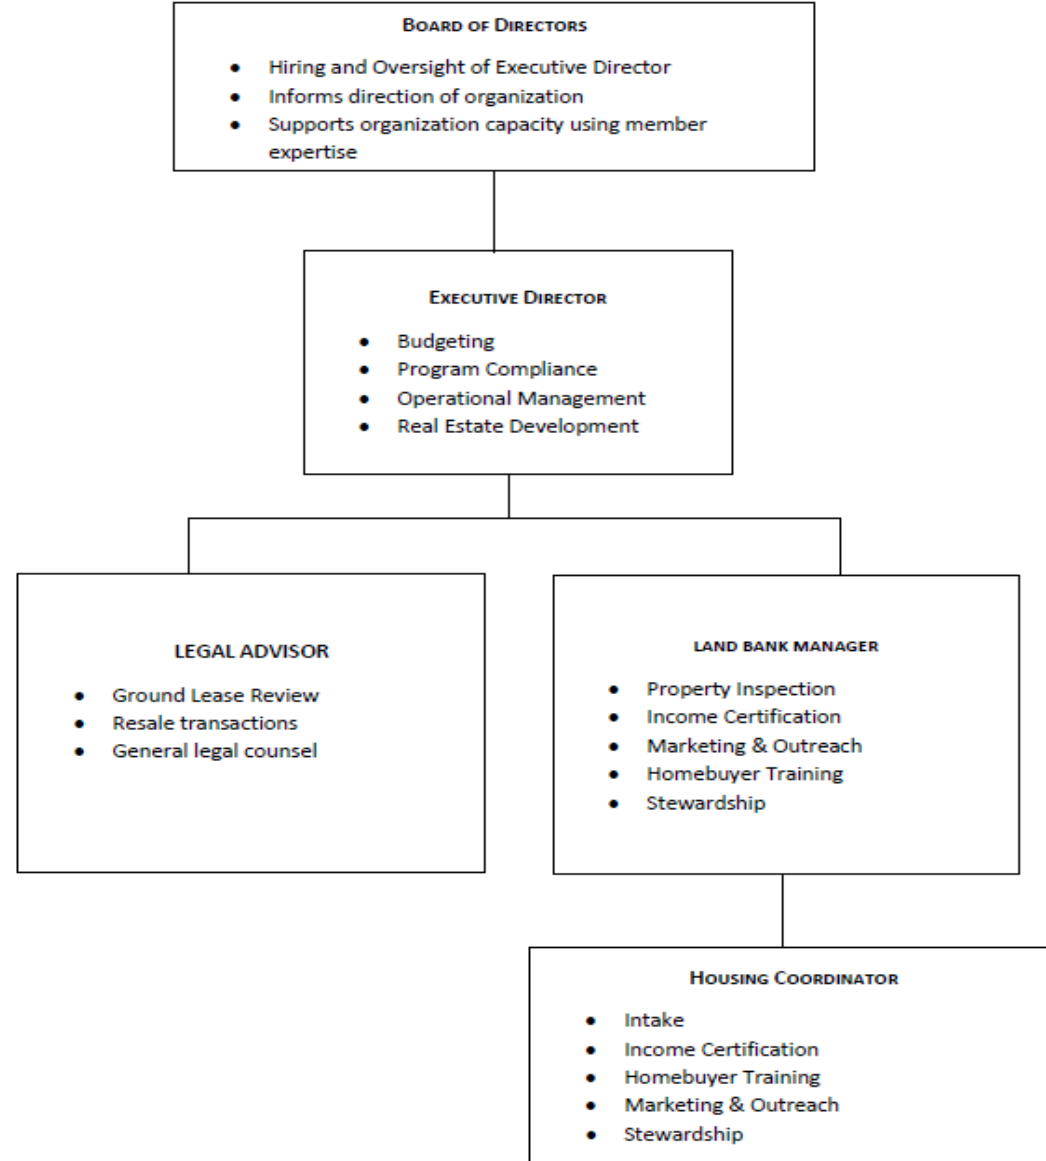 BOARD OF DIRECTORS
• Hiring and Oversight of Executive Director
• Informs direction of organization
• Supports organization capacity using member
expertise
EXECUTIVE DIRECTOR
• Budgeting
• Program Compliance
• Operational Management
• Real Estate Development
LEGAL ADVISOR
• Ground Lease Review
• Resale transactions
• General legal counsel
LAND BANK MANAGER
• Property Inspection
• Income Certification
• Marketing & Outreach
• Homebuyer Training
• Stewardship
HOUSING COORDINATOR
• Intake
• Income Certification
• Homebuyer Training
• Marketing & Outreach
• Stewardship